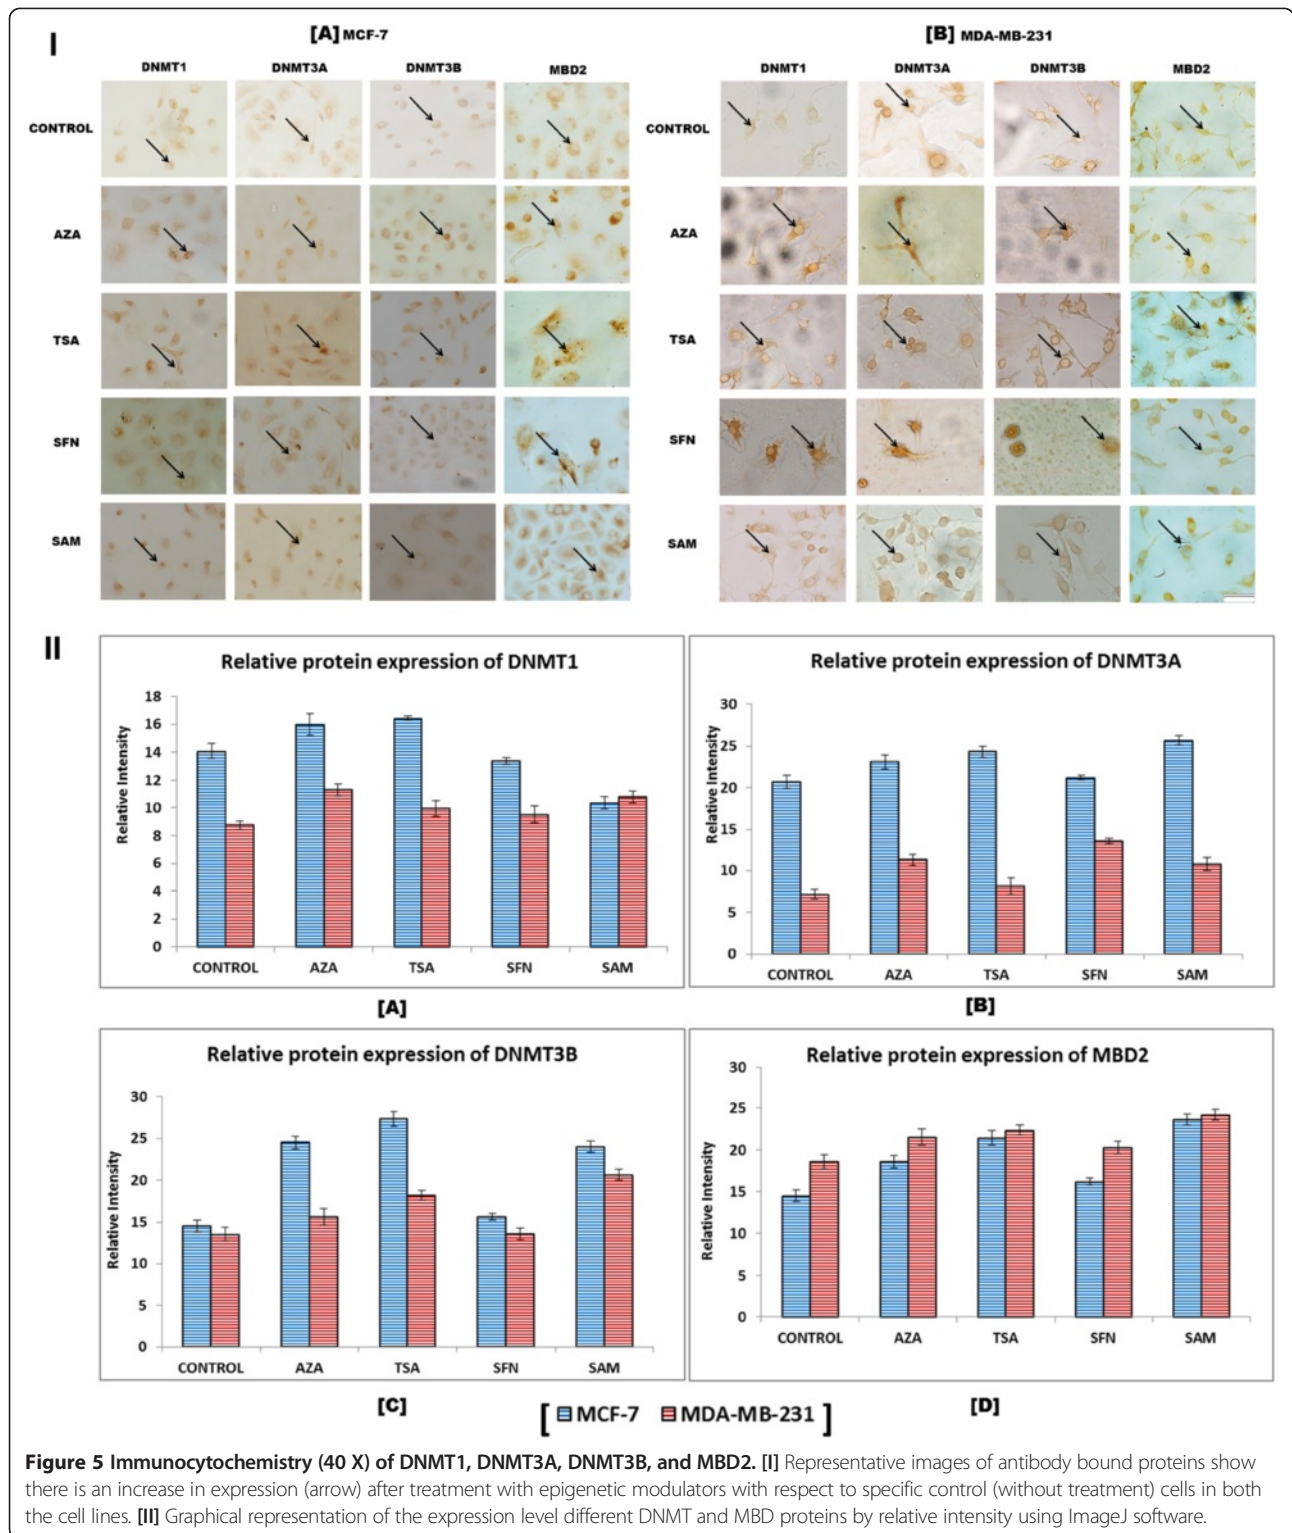 I
[A] MCF-7
[B] MDA-MB-231
DNMT1 DNMT3A DNMT3B MBD2
DNMT1 DNMT3A DNMT3B MBD2
CONTROL
CONTROL
AZA
AZA
TSA
TSA
SFN
SFN
SAM
SAM
II
Relative protein expression of DNMT1
Relative Intensity
18
16
14
12
10
8
6
4
2
0
CONTROL AZA TSA SFN SAM
[A]
Relative protein expression of DNMT3A
Relative Intensity
30
25
20
15
10
5
0
CONTROL AZA TSA SFN SAM
[B]
Relative protein expression of DNMT3B
Relative Intensity
30
25
20
15
10
5
0
CONTROL AZA TSA SFN SAM
[C]
Relative protein expression of MBD2
Relative Intensity
30
25
20
15
10
5
0
CONTROL AZA TSA SFN SAM
[D]
[ MCF-7 MDA-MB-231 ]
Figure 5 Immunocytochemistry (40 X) of DNMT1, DNMT3A, DNMT3B, and MBD2. [I] Representative images of antibody bound proteins show
there is an increase in expression (arrow) after treatment with epigenetic modulators with respect to specific control (without treatment) cells in both
the cell lines. [II] Graphical representation of the expression level different DNMT and MBD proteins by relative intensity using ImageJ software.